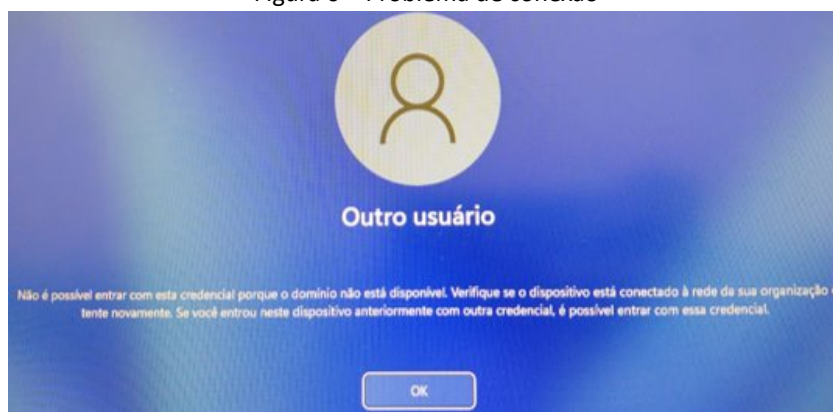 Problema de conexão
Outro usuário
Não é possível entrar com esta credencial porque o domínio não está disponível. Verifique se o dispositivo está conectado à rede da sua organização
tente novamente. Se você entrou neste dispositivo anteriormente com outra credencial, é possível entrar com essa credencial.
OK